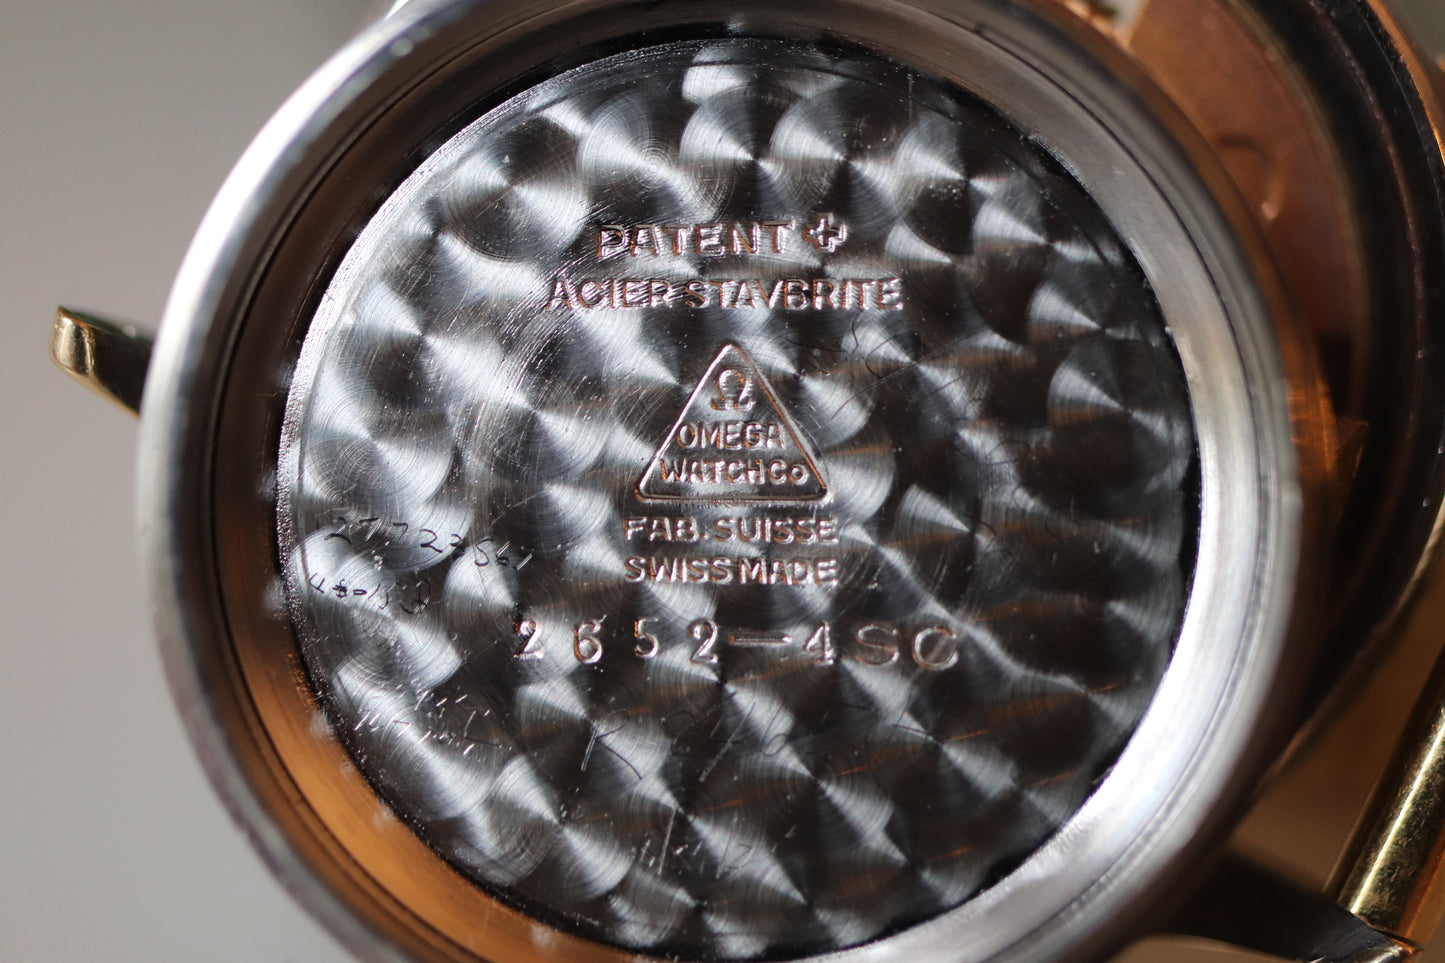 PATENT ✚
ACIER STAYBRITE
Ω
OMEGA
WATCH Co
FAB. SUISSE
SWISS MADE
2652-4SC